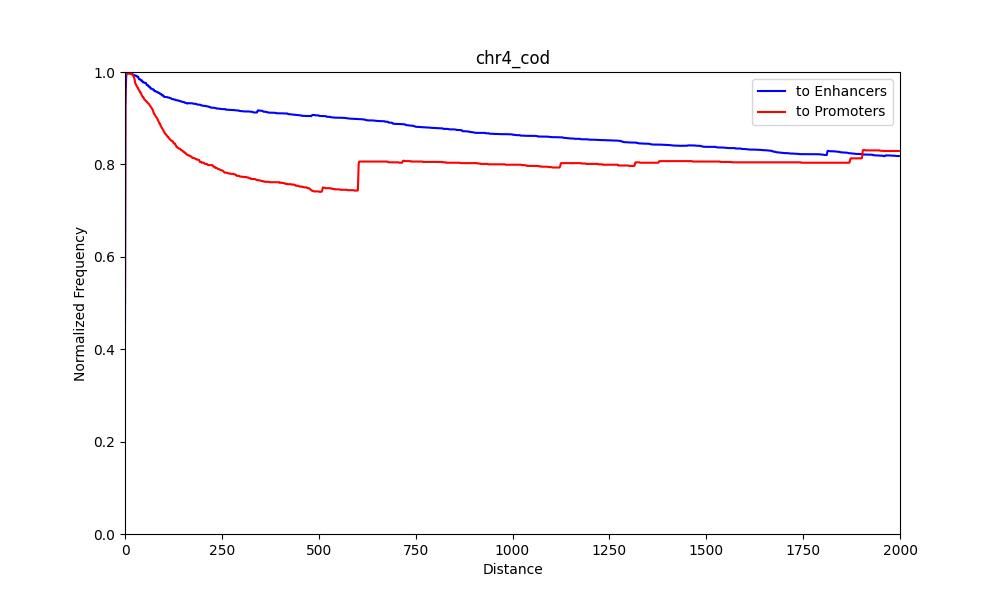 chr4_cod
to Enhancers
to Promoters
Normalized Frequency
1.0
0.8
0.6
0.4
0.2
0.0
0 250 500 750 1000 1250 1500 1750 2000
Distance